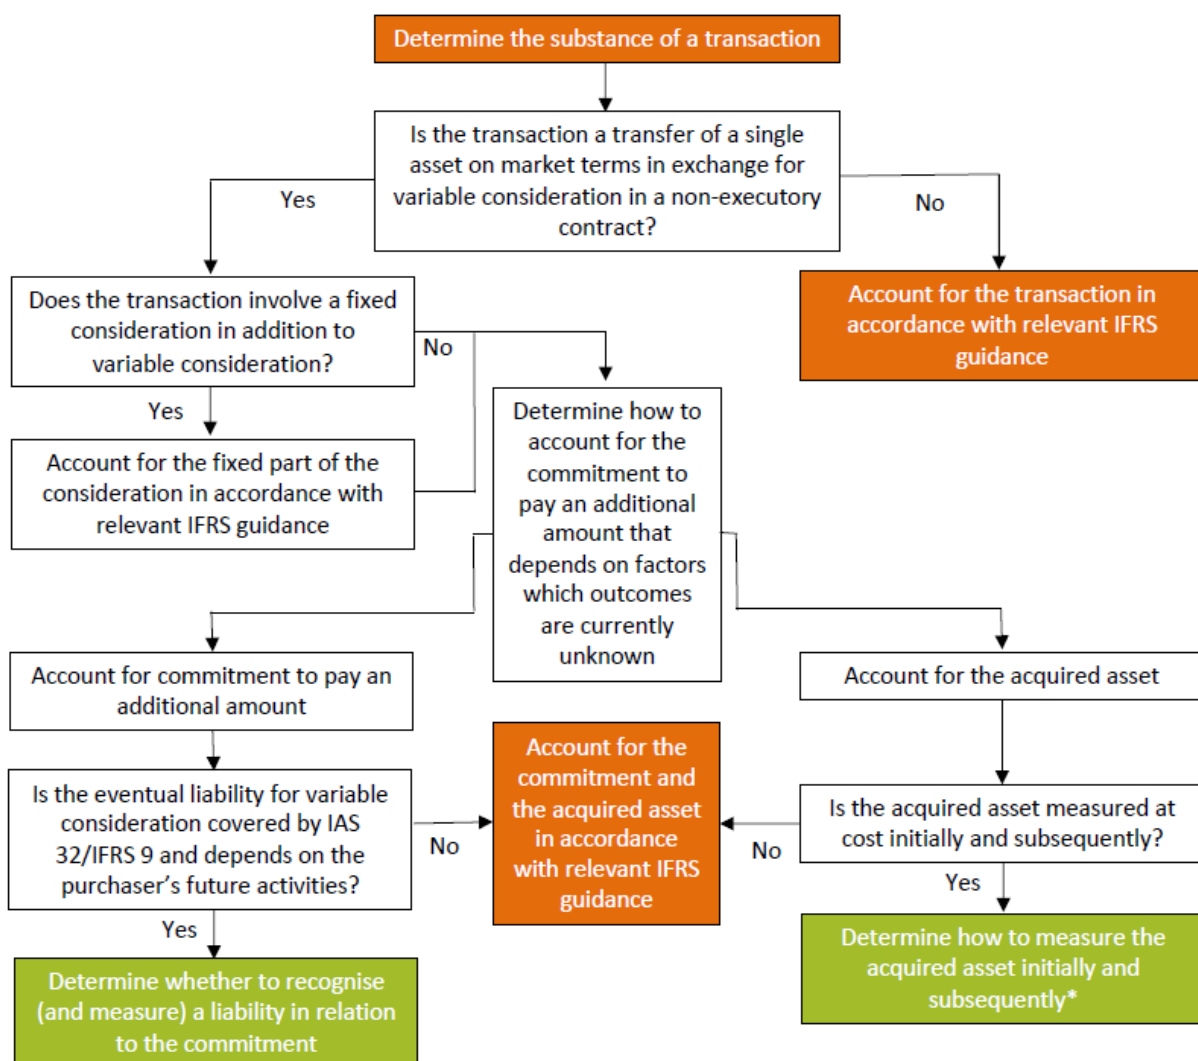 Determine the substance of a transaction
Is the transaction a transfer of a single
asset on market terms in exchange for
variable consideration in a non-executory
contract?
Yes
No
Does the transaction involve a fixed
consideration in addition to
variable consideration?
No
Yes
Account for the transaction in
accordance with relevant IFRS
guidance
Account for the fixed part of the
consideration in accordance with
relevant IFRS guidance
Determine how to
account for the
commitment to
pay an additional
amount that
depends on factors
which outcomes
are currently
unknown
Account for commitment to pay an
additional amount
Account for the acquired asset
Is the eventual liability for variable
consideration covered by IAS
32/IFRS 9 and depends on the
purchaser's future activities?
No
Yes
Account for the
commitment and
the acquired asset
in accordance
with relevant IFRS
guidance
Is the acquired asset measured at
cost initially and subsequently?
No
Yes
Determine whether to recognise
(and measure) a liability in relation
to the commitment
Determine how to measure the
acquired asset initially and
subsequently*